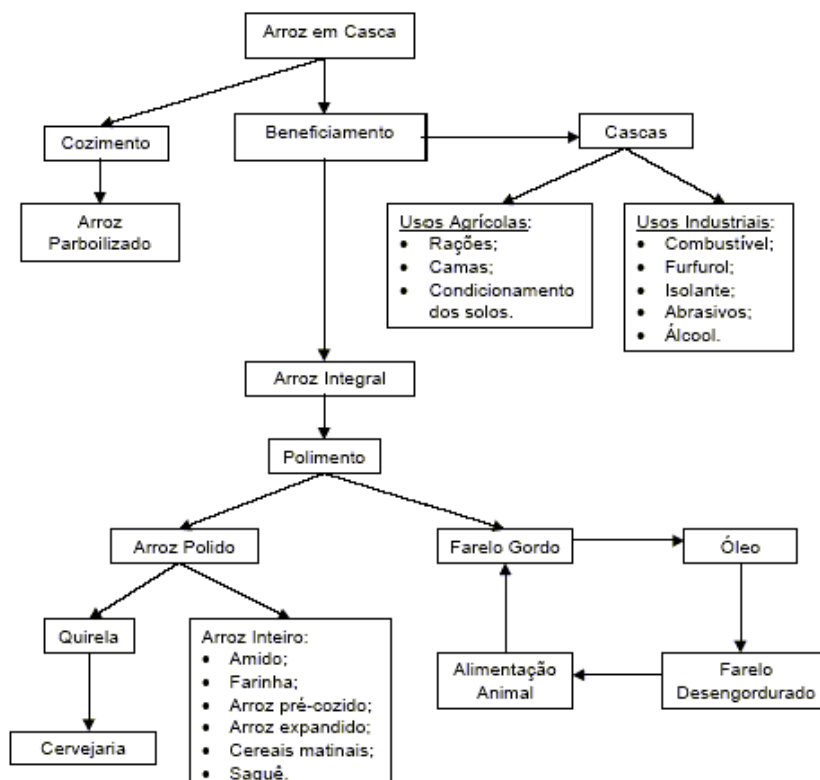 Arroz em Casca
Cozimento
Beneficiamento
Cascas
Arroz
Parboilizado
Usos Agrícolas:
• Rações;
• Camas;
• Condicionamento
dos solos.
Usos Industriais:
• Combustível;
• Furfurol;
• Isolante;
• Abrasivos;
• Álcool.
Arroz Integral
Polimento
Arroz Polido
Farelo Gordo
Óleo
Quirela
Arroz Inteiro:
• Amido;
• Farinha;
• Arroz pré-cozido;
• Arroz expandido;
• Cereais matinais;
• Saquê.
Alimentação
Animal
Farelo
Desengordurado
Cervejaria